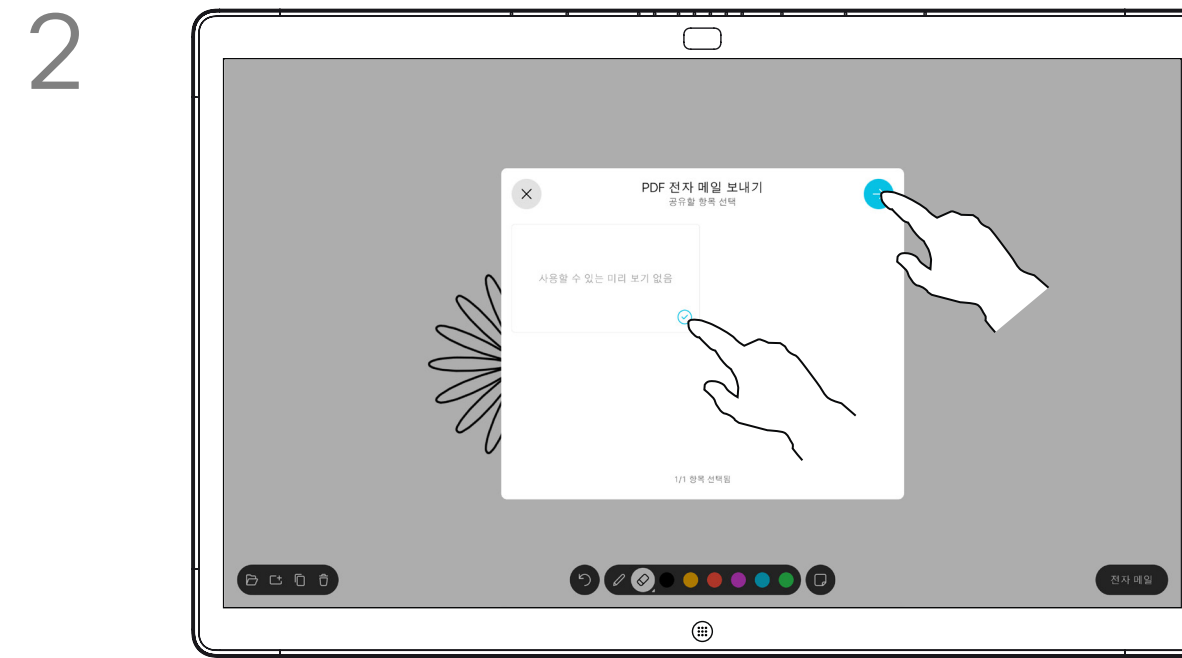 2
PDF 전자 메일 보내기
공유할 항목 선택
사용할 수 있는 미리 보기 없음
1/1 항목 선택됨
전자 메일